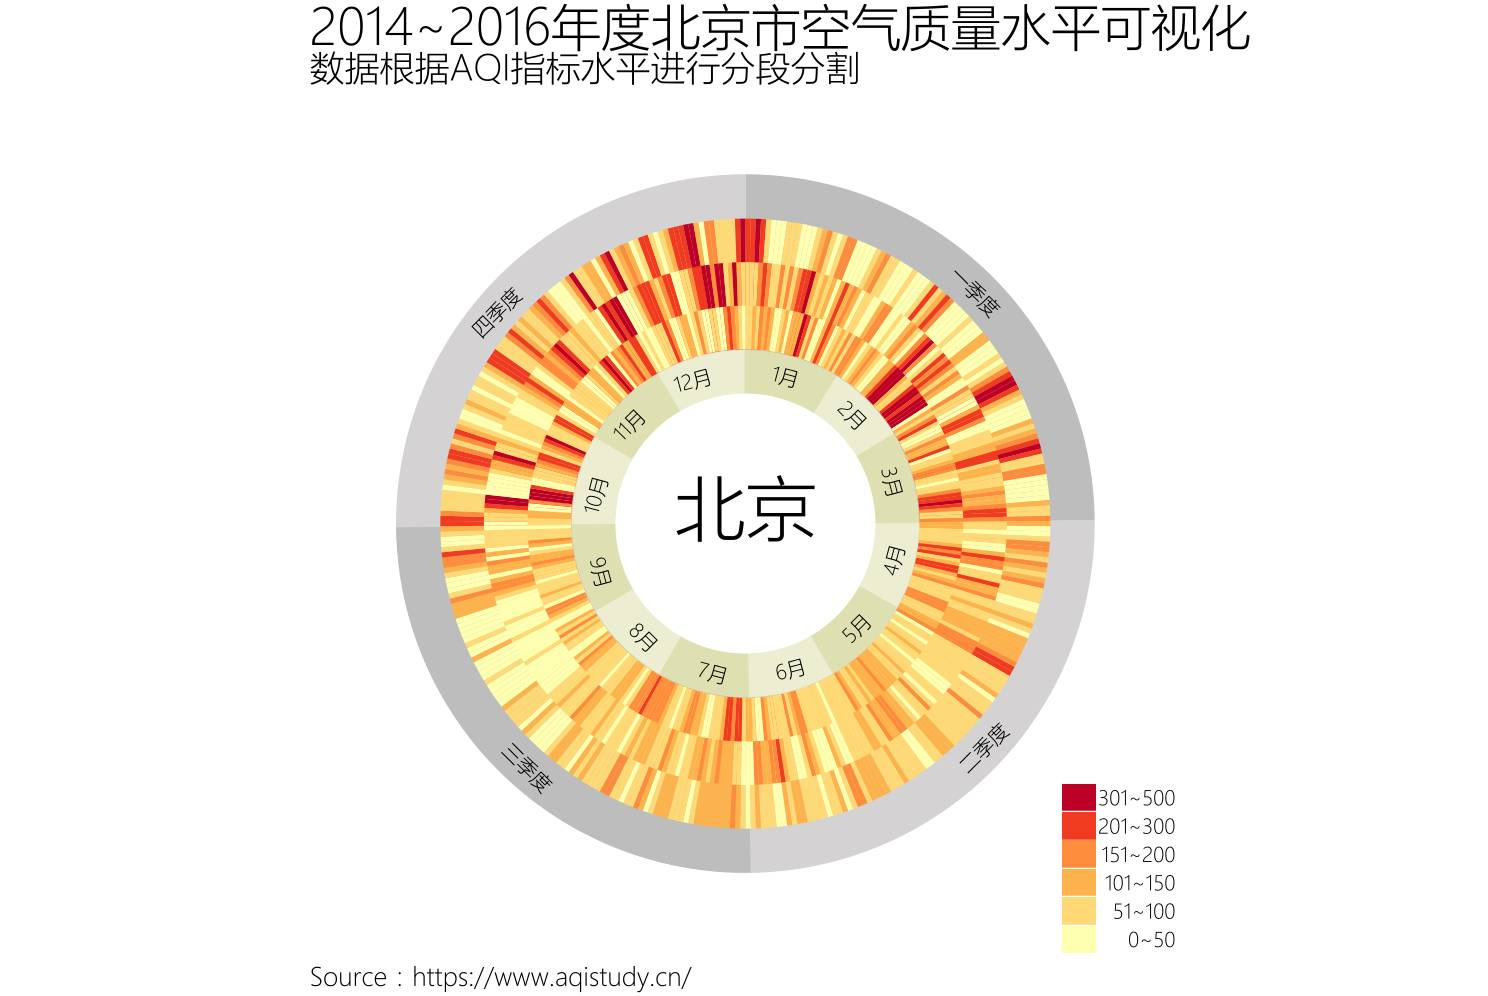 2014~2016年度北京市空气质量水平可视化
数据根据AQI指标水平进行分段分割
一季度
二季度
三季度
四季度
1月
2月
3月
4月
5月
6月
7月
8月
9月
10月
11月
12月
北京
301~500
201~300
151~200
101~150
51~100
0~50
Source：https://www.aqistudy.cn/